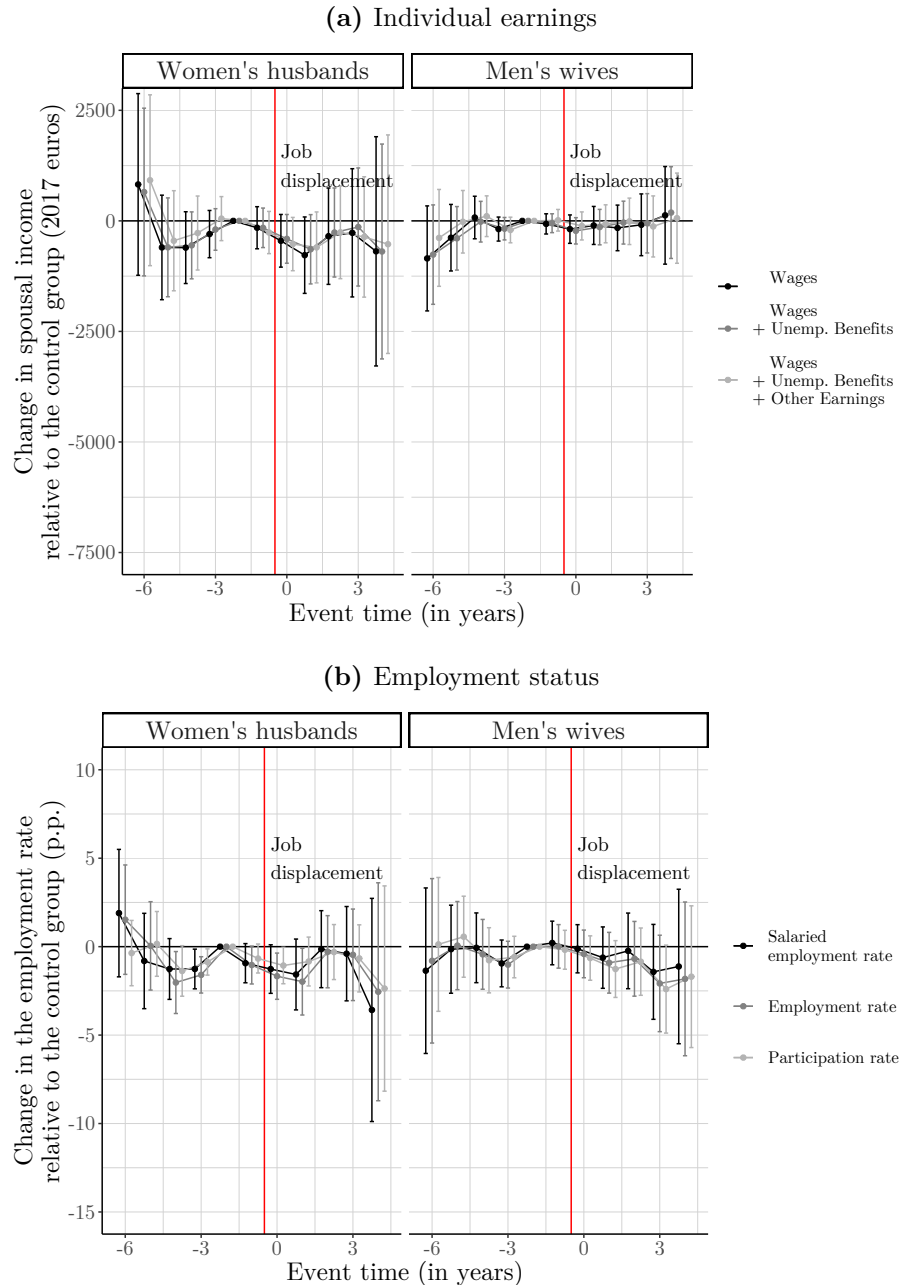 (a) Individual earnings
Women's husbands
Men's wives
Change in spousal income
relative to the control group (2017 euros)
2500
0
-2500
-5000
-7500
Job
displacement
Job
displacement
-6
-3
0
3
-6
-3
0
3
Event time (in years)
Wages
Wages
+ Unemp. Benefits
Wages
+ Unemp. Benefits
+ Other Earnings
(b) Employment status
Women's husbands
Men's wives
Change in the employment rate
relative to the control group (p.p.)
10
5
0
-5
-10
-15
Job
displacement
Job
displacement
-6
-3
0
3
-6
-3
0
3
Event time (in years)
Salaried
employment rate
Employment rate
Participation rate